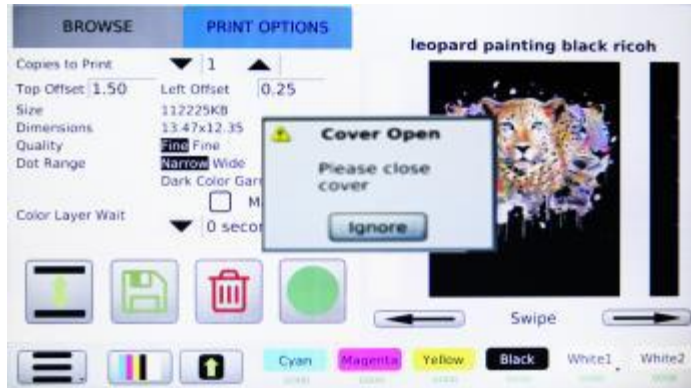 BROWSE
PRINT OPTIONS
leopard painting black ricoh
Copies to Print 1
Top Offset 1.50 Left Offset 0.25
Size 112225KB
Dimensions 13.47x12.35
Quality Fine Fine
Dot Range Narrow Wide
Dark Color Gar
M
Color Layer Wait 0 secon
Cover Open
Please close
cover
Ignore
Swipe
Cyan Magenta Yellow Black White1 White2